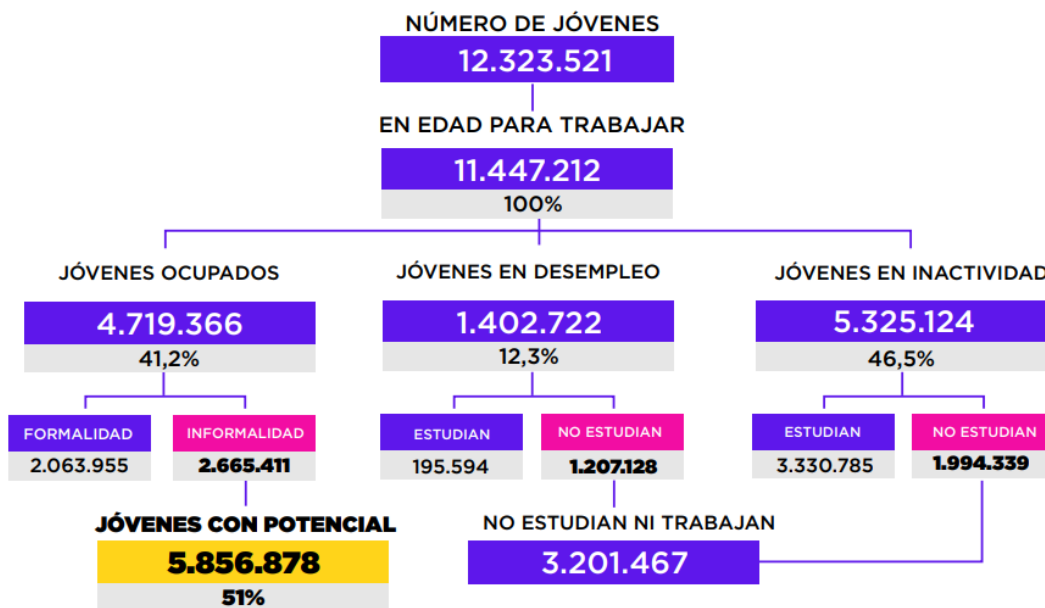 NÚMERO DE JÓVENES
12.323.521
EN EDAD PARA TRABAJAR
11.447.212
100%
JÓVENES OCUPADOS
4.719.366
41,2%
JÓVENES EN DESEMPLEO
1.402.722
12,3%
JÓVENES EN INACTIVIDAD
5.325.124
46,5%
FORMALIDAD
2.063.955
INFORMALIDAD
2.665.411
ESTUDIAN
195.594
NO ESTUDIAN
1.207.128
ESTUDIAN
3.330.785
NO ESTUDIAN
1.994.339
JÓVENES CON POTENCIAL
5.856.878
51%
NO ESTUDIAN NI TRABAJAN
3.201.467